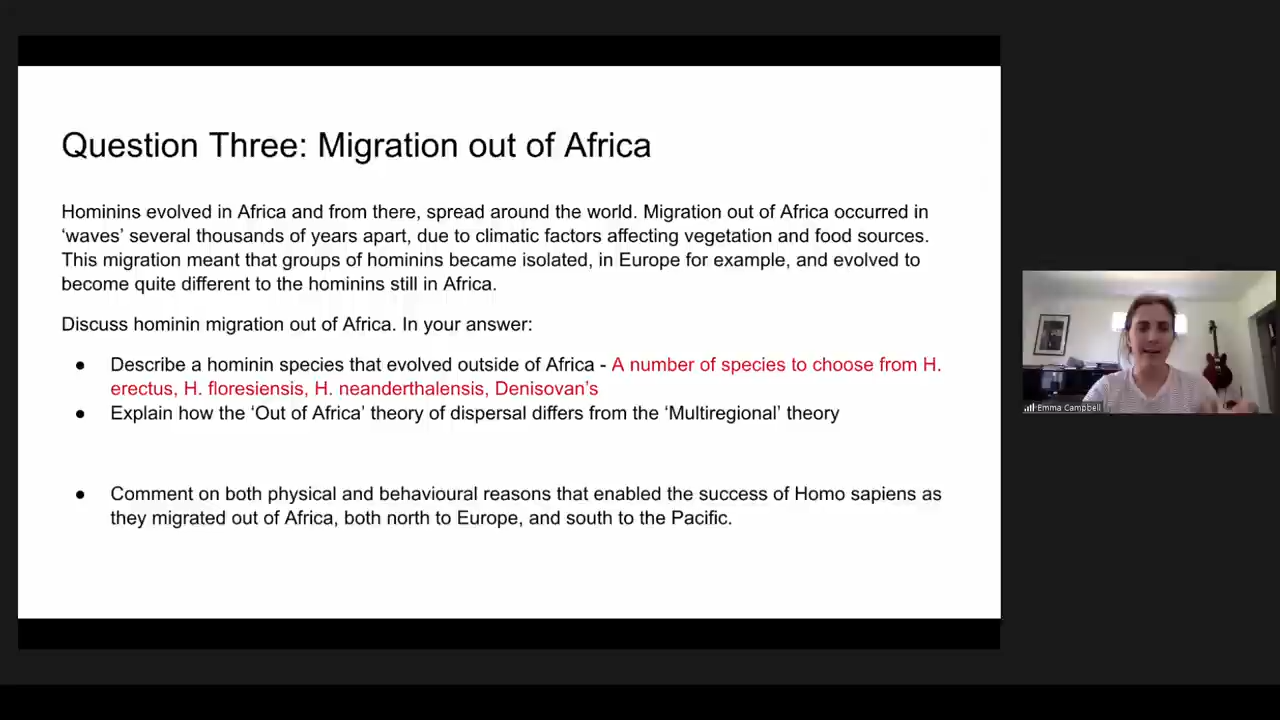 Question Three: Migration out of Africa
Hominins evolved in Africa and from there, spread around the world. Migration out of Africa occurred in
‘waves’ several thousands of years apart, due to climatic factors affecting vegetation and food sources.
This migration meant that groups of hominins became isolated, in Europe for example, and evolved to
become quite different to the hominins still in Africa.
Discuss hominin migration out of Africa. In your answer:
● Describe a hominin species that evolved outside of Africa - A number of species to choose from H.
erectus, H. floresiensis, H. neanderthalensis, Denisovan’s
● Explain how the ‘Out of Africa’ theory of dispersal differs from the ‘Multiregional’ theory
● Comment on both physical and behavioural reasons that enabled the success of Homo sapiens as
they migrated out of Africa, both north to Europe, and south to the Pacific.
Emma Campbell